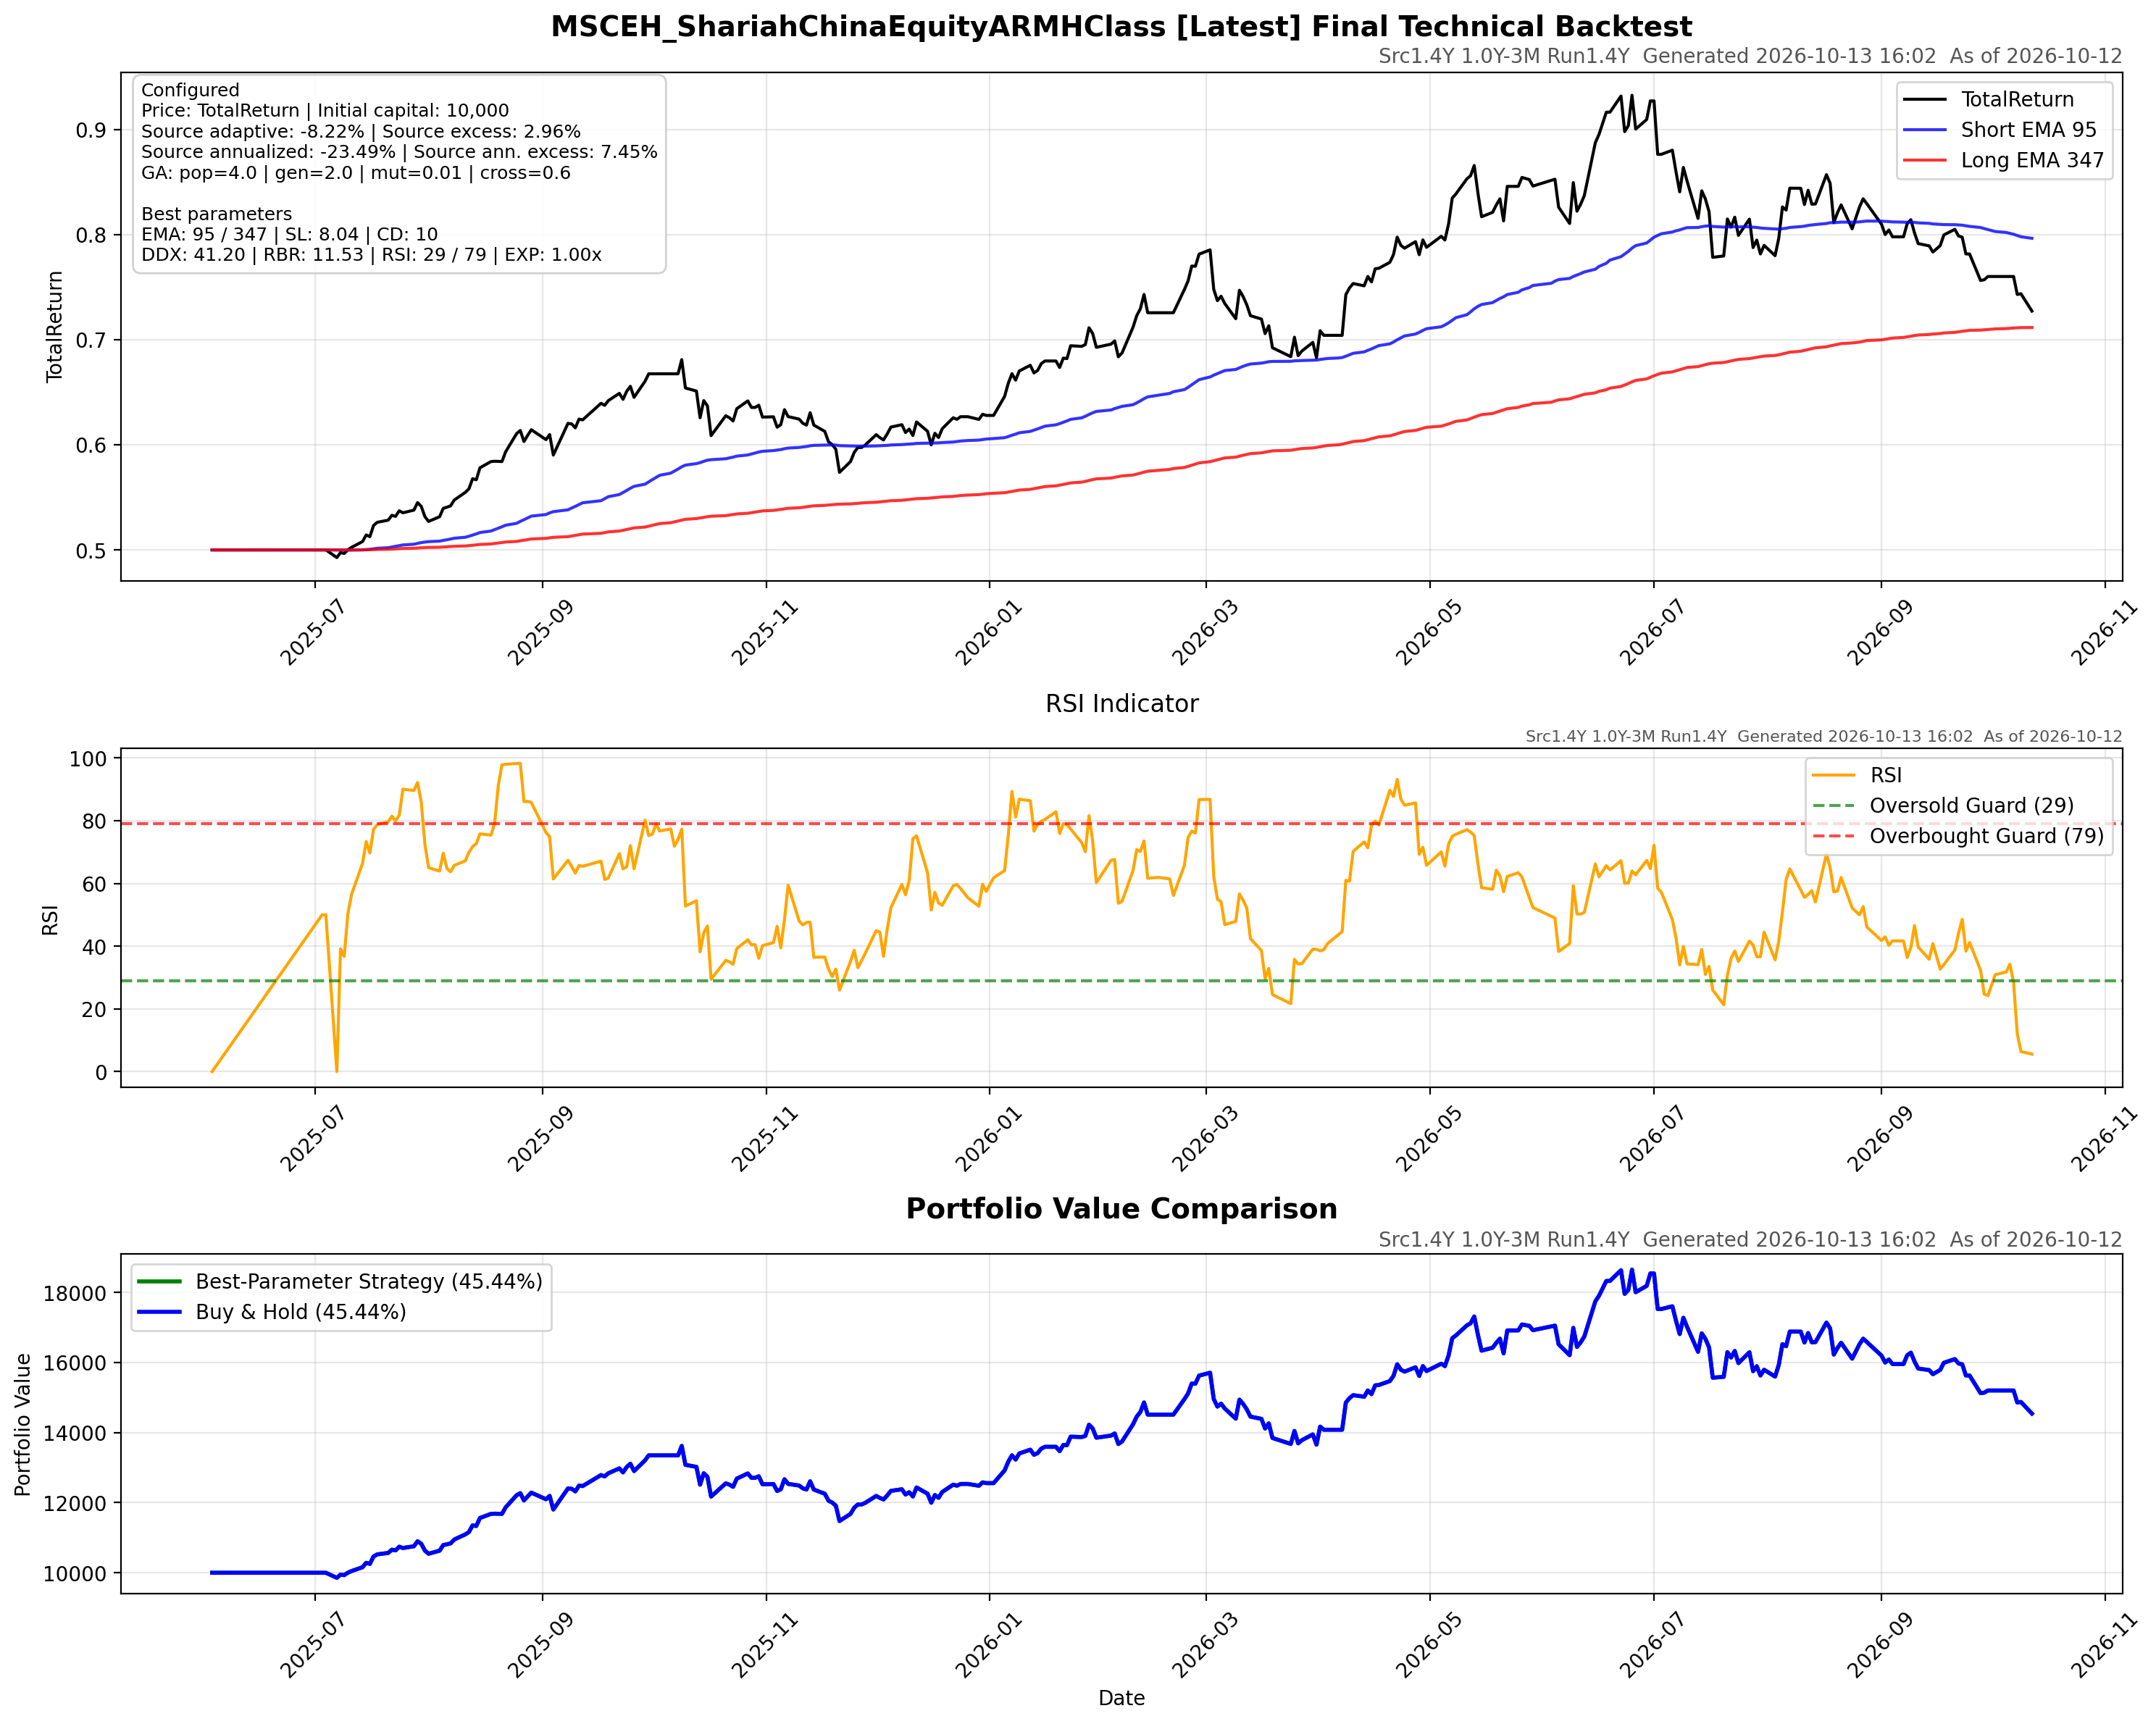 MSCEH_ShariahChinaEquityARMHClass [Latest] Final Technical Backtest
Src1.4Y 1.0Y-3M Run1.4Y  Generated 2026-10-13 16:02  As of 2026-10-12
Configured
Price: TotalReturn | Initial capital: 10,000
Source adaptive: -8.22% | Source excess: 2.96%
Source annualized: -23.49% | Source ann. excess: 7.45%
GA: pop=4.0 | gen=2.0 | mut=0.01 | cross=0.6
Best parameters
EMA: 95 / 347 | SL: 8.04 | CD: 10
DDX: 41.20 | RBR: 11.53 | RSI: 29 / 79 | EXP: 1.00x
TotalReturn
Short EMA 95
Long EMA 347
TotalReturn
0.9
0.8
0.7
0.6
0.5
2025-07
2025-09
2025-11
2026-01
2026-03
2026-05
2026-07
2026-09
2026-11
RSI Indicator
Src1.4Y 1.0Y-3M Run1.4Y  Generated 2026-10-13 16:02  As of 2026-10-12
RSI
Oversold Guard (29)
Overbought Guard (79)
RSI
100
80
60
40
20
0
2025-07
2025-09
2025-11
2026-01
2026-03
2026-05
2026-07
2026-09
2026-11
Portfolio Value Comparison
Src1.4Y 1.0Y-3M Run1.4Y  Generated 2026-10-13 16:02  As of 2026-10-12
Best-Parameter Strategy (45.44%)
Buy & Hold (45.44%)
Portfolio Value
18000
16000
14000
12000
10000
2025-07
2025-09
2025-11
2026-01
2026-03
2026-05
2026-07
2026-09
2026-11
Date